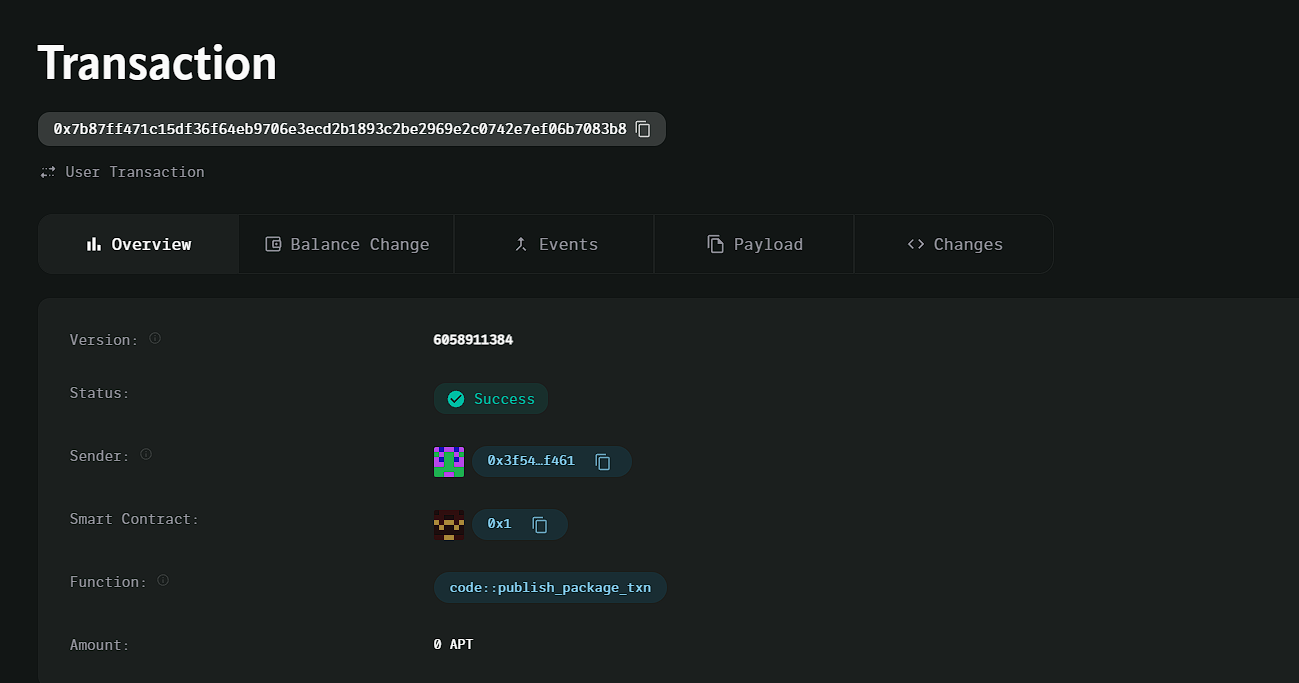 Transaction
0x7b87ff471c15df36f64eb9706e3ecd2b1893c2be2969e2c0742e7ef06b7083b8
User Transaction
Overview Balance Change Events Payload Changes
Version: 6058911384
Status: Success
Sender: 0x3f54…f461
Smart Contract: 0x1
Function: code::publish_package_txn
Amount: 0 APT